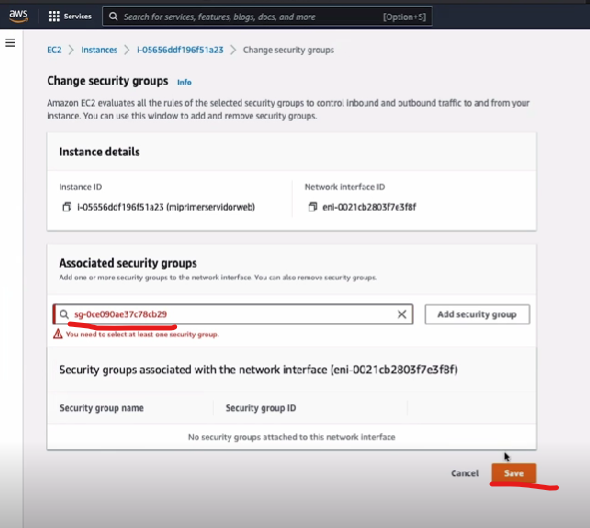 aws Services Search for services, features, blogs, docs, and more [Option+S]
EC2 > Instances > i-05656ddf196f51a23 > Change security groups
Change security groups Info
Amazon EC2 evaluates all the rules of the selected security groups to control inbound and outbound traffic to and from your
instance. You can use this window to add and remove security groups.
Instance details
Instance ID
i-05656ddf196f51a23 (miprimerservidorweb)
Network interface ID
eni-0021cb2803f7e3f8f
Associated security groups
Add one or more security groups to the network interface. You can also remove security groups.
sg-0ce090ae37c78cb29
Add security group
You need to select at least one security group.
Security groups associated with the network interface (eni-0021cb2803f7e3f8f)
Security group name Security group ID
No security groups attached to this network interface
Cancel Save